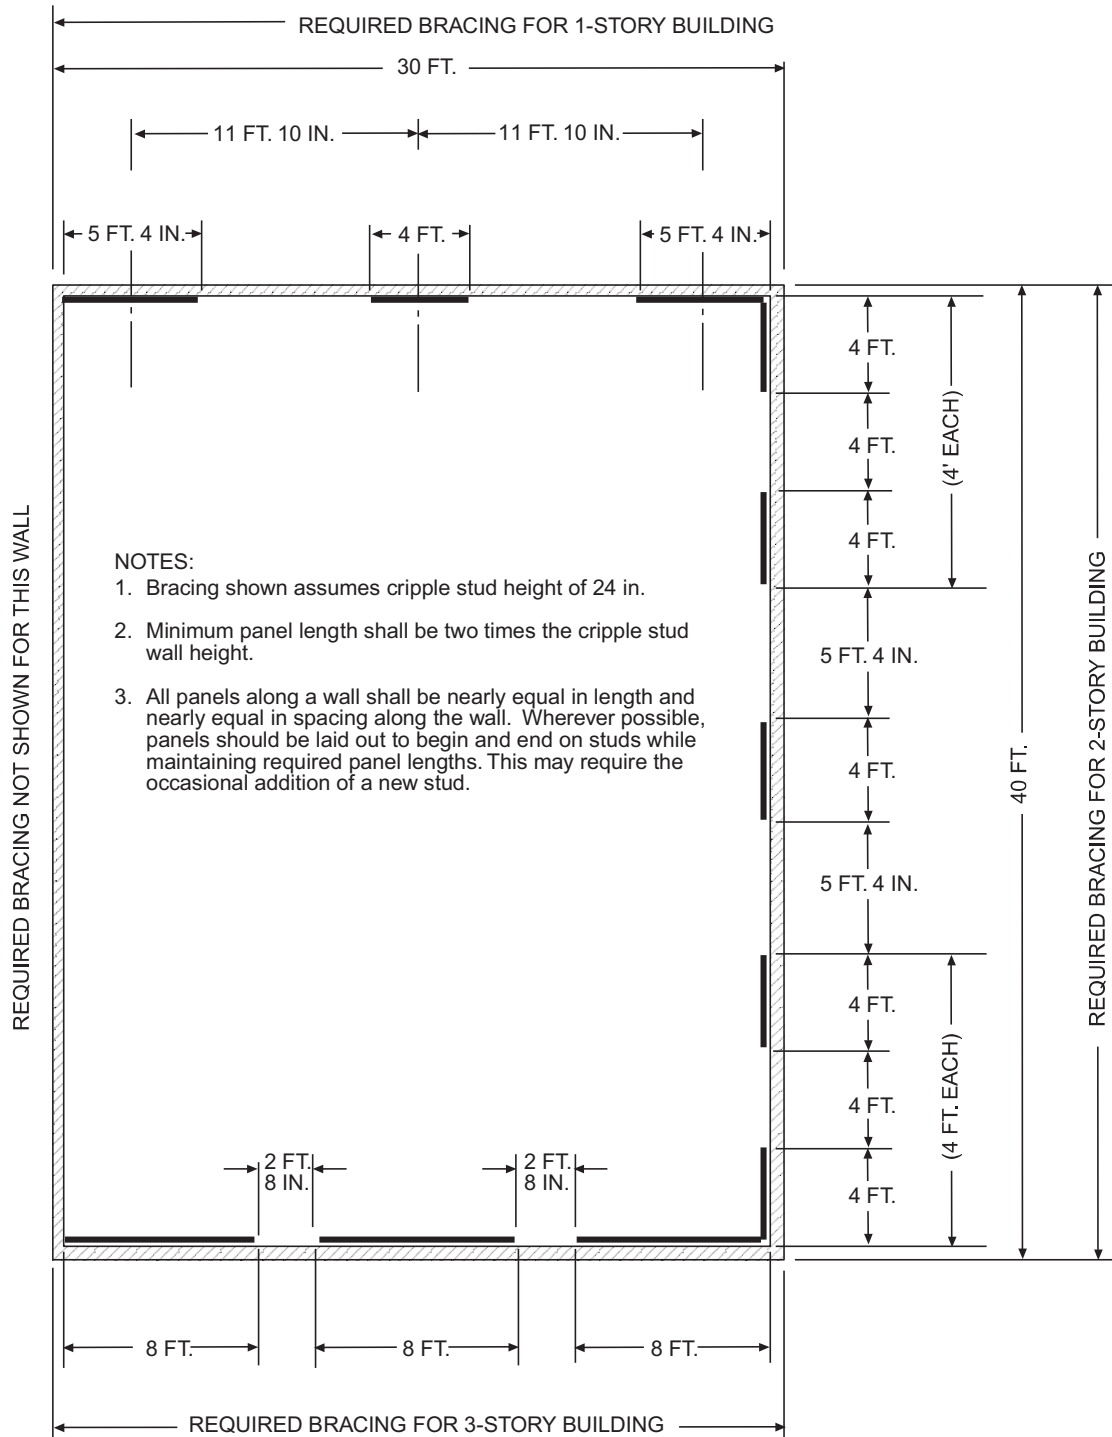 REQUIRED BRACING FOR 1-STORY BUILDING
30 FT.
11 FT. 10 IN.
11 FT. 10 IN.
5 FT. 4 IN.
4 FT.
5 FT. 4 IN.
4 FT.
4 FT.
4 FT.
(4' EACH)
5 FT. 4 IN.
4 FT.
5 FT. 4 IN.
4 FT.
4 FT.
4 FT.
(4 FT. EACH)
40 FT.
REQUIRED BRACING FOR 2-STORY BUILDING
REQUIRED BRACING NOT SHOWN FOR THIS WALL
NOTES:
1. Bracing shown assumes cripple stud height of 24 in.
2. Minimum panel length shall be two times the cripple stud
wall height.
3. All panels along a wall shall be nearly equal in length and
nearly equal in spacing along the wall. Wherever possible,
panels should be laid out to begin and end on studs while
maintaining required panel lengths. This may require the
occasional addition of a new stud.
2 FT.
8 IN.
2 FT.
8 IN.
8 FT.
8 FT.
8 FT.
REQUIRED BRACING FOR 3-STORY BUILDING